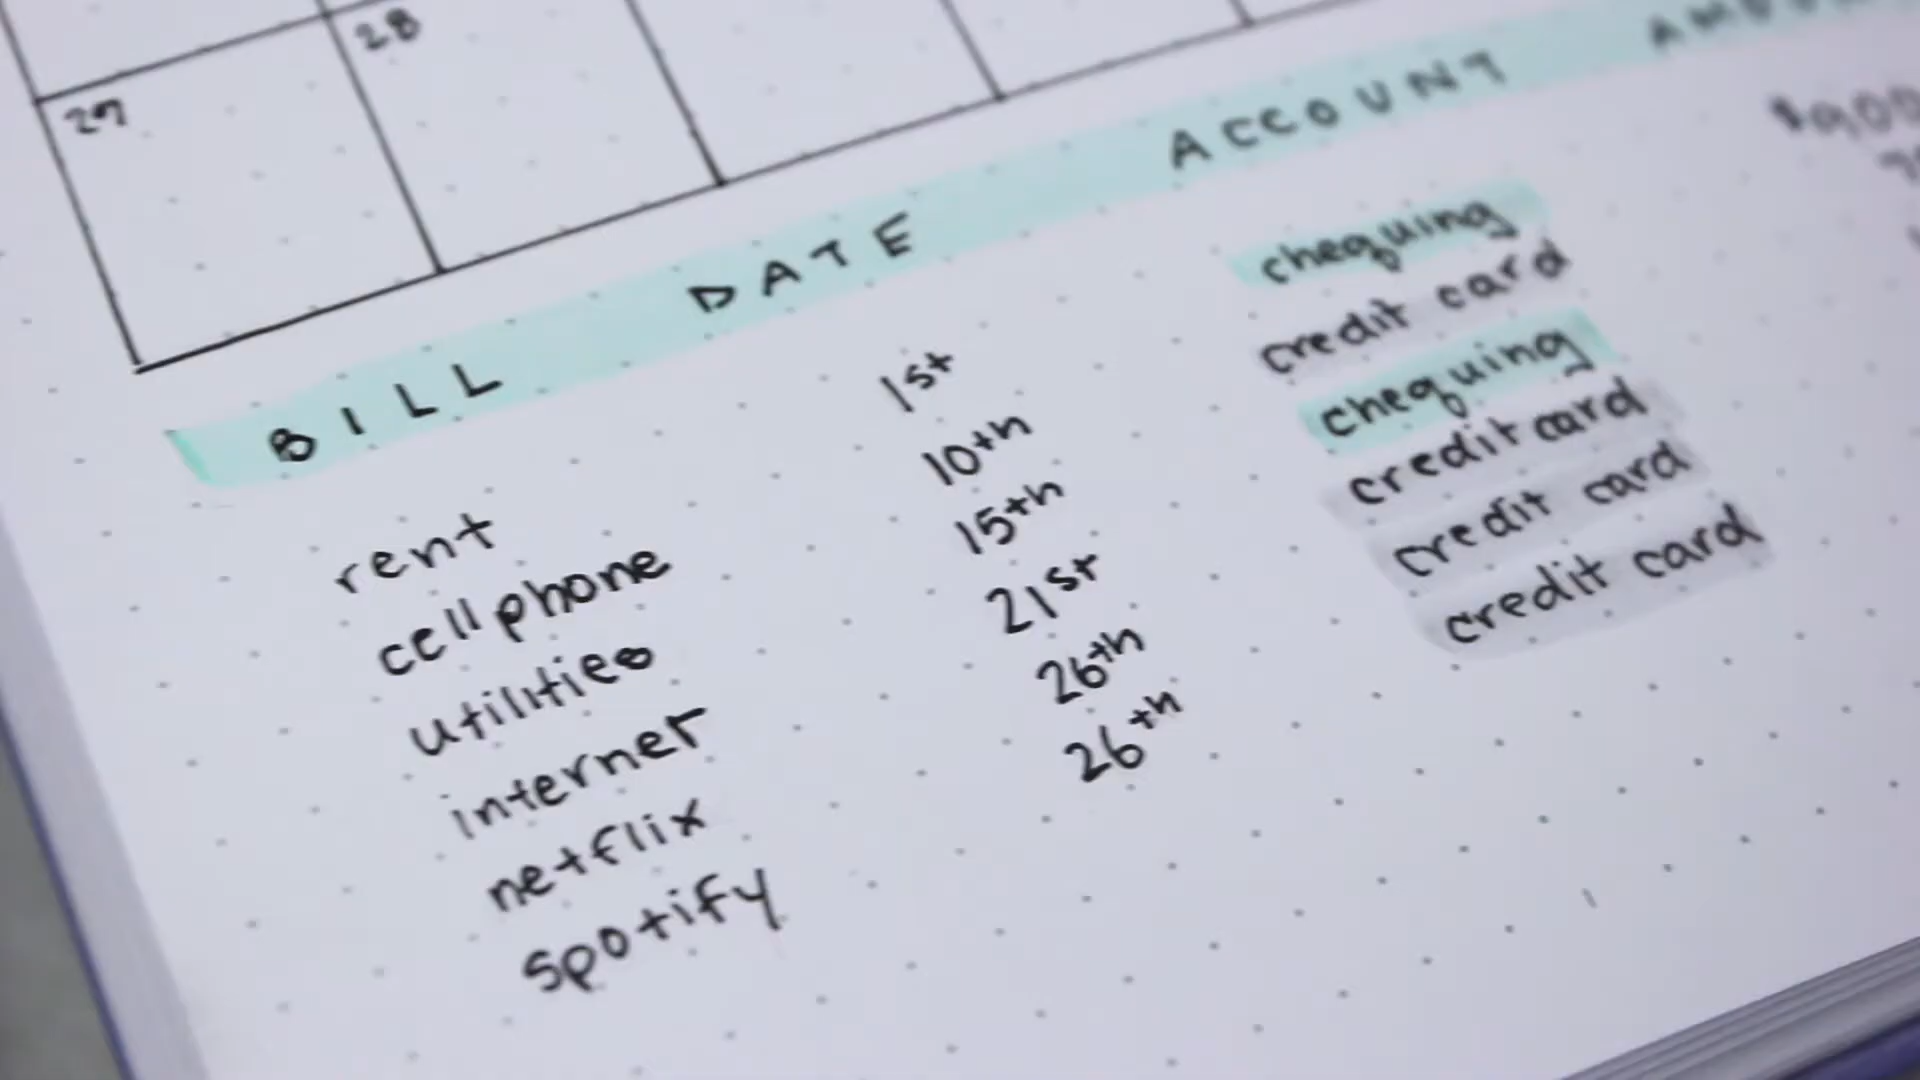 28
27
BILL DATE ACCOUNT
rent 1st chequing $900
cellphone 10th credit card
utilities 15th chequing
internet 21st credit card
netflix 26th credit card
spotify 26th credit card